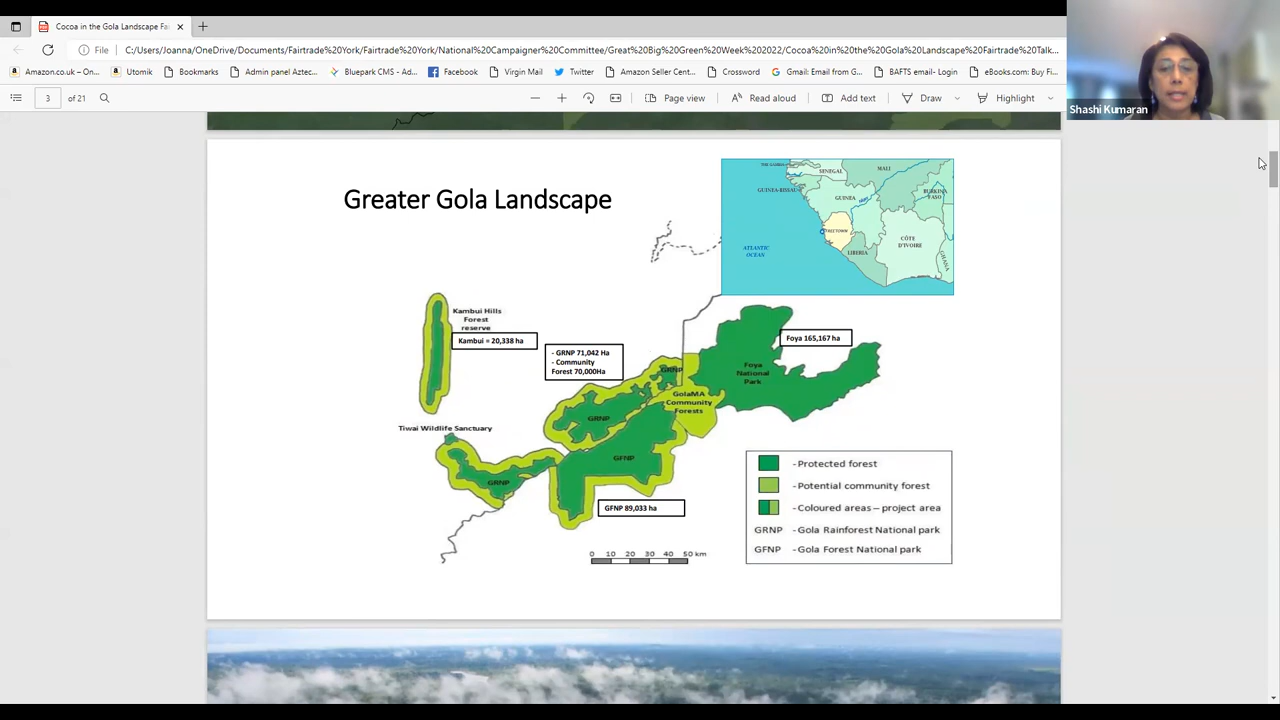 Cocoa in the Gola Landscape Fa
File
C:/Users/Joanna/OneDrive/Documents/Fairtrade%20York/Fairtrade%20York/National%20Campaigner%20Committee/Great%20Big%20Green%20Week%202022/Cocoa%20in%20the%20Gola%20Landscape%20Fairtrade%20Talk...
Amazon.co.uk – On...
Utomik
Bookmarks
Admin panel Aztec...
Bluepark CMS - Ad...
Facebook
Virgin Mail
Twitter
Amazon Seller Cent...
Crossword
Gmail: Email from G...
BAFTS email- Login
eBooks.com: Buy Fi...
3 of 21
Page view
Read aloud
Add text
Draw
Highlight
Shashi Kumaran
Greater Gola Landscape
THE GAMBIA
SENEGAL
MALI
GUINEA-BISSAU
GUINEA
BURKINA
FASO
FREETOWN
CÔTE
D'IVOIRE
ATLANTIC
OCEAN
LIBERIA
GHANA
Kambui Hills
Forest
reserve
Kambui = 20,338 ha
- GRNP 71,042 Ha
- Community
Forest 70,000Ha
Foya 165,167 ha
GRNP
Foya
National
Park
GolaMA
Community
Forests
GRNP
Tiwai Wildlife Sanctuary
GFNP
GRNP
GFNP 89,033 ha
0 10 20 30 40 50 km
- Protected forest
- Potential community forest
- Coloured areas – project area
GRNP - Gola Rainforest National park
GFNP - Gola Forest National park